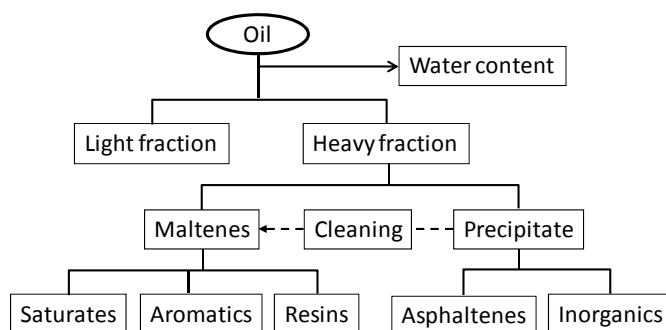 Oil
Water content
Light fraction
Heavy fraction
Maltenes
Cleaning
Precipitate
Saturates
Aromatics
Resins
Asphaltenes
Inorganics